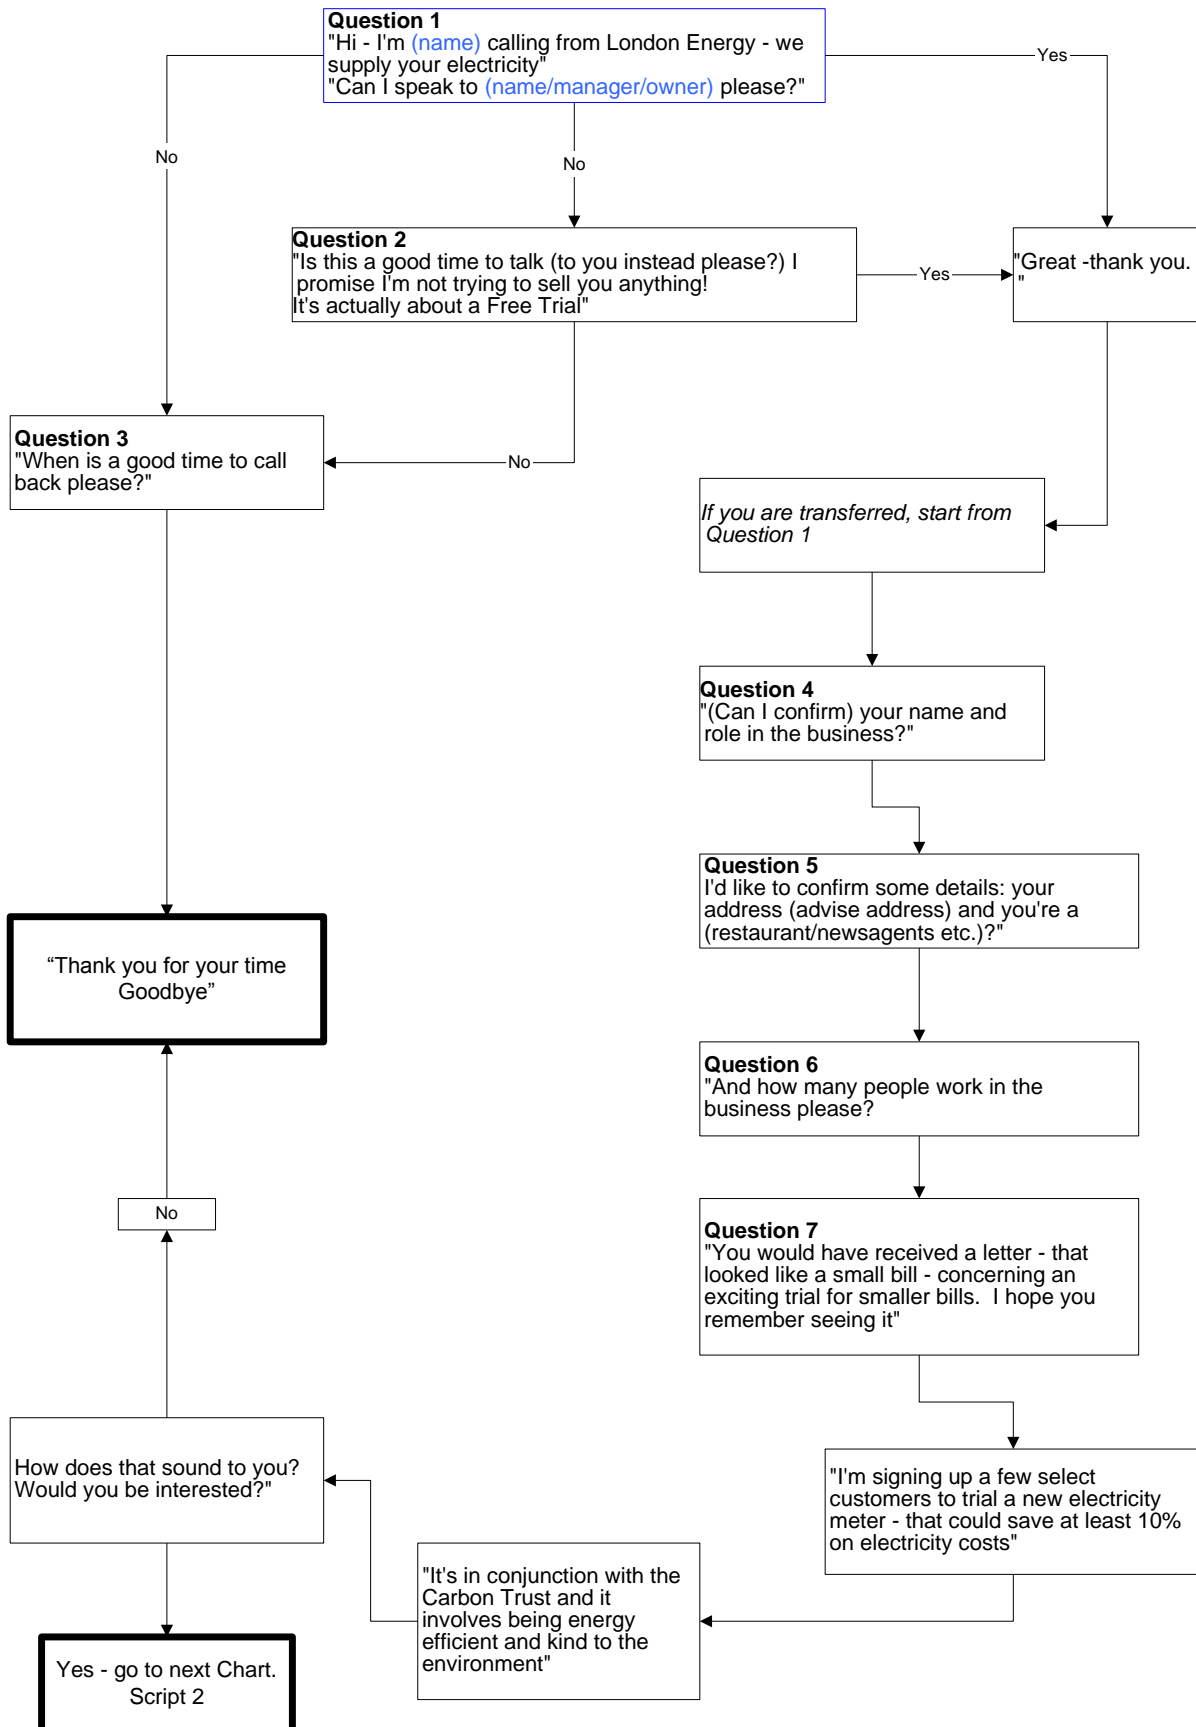 Question 1
"Hi - I'm (name) calling from London Energy - we
supply your electricity"
"Can I speak to (name/manager/owner) please?"
Yes
No
No
Question 2
"Is this a good time to talk (to you instead please?) I
promise I'm not trying to sell you anything!
It's actually about a Free Trial"
Yes
"Great -thank you.
"
No
Question 3
"When is a good time to call
back please?"
If you are transferred, start from
Question 1
Question 4
"(Can I confirm) your name and
role in the business?"
Question 5
I'd like to confirm some details: your
address (advise address) and you're a
(restaurant/newsagents etc.)?"
“Thank you for your time
Goodbye”
Question 6
"And how many people work in the
business please?
No
Question 7
"You would have received a letter - that
looked like a small bill - concerning an
exciting trial for smaller bills.  I hope you
remember seeing it"
"I'm signing up a few select
customers to trial a new electricity
meter - that could save at least 10%
on electricity costs"
How does that sound to you?
Would you be interested?"
"It's in conjunction with the
Carbon Trust and it
involves being energy
efficient and kind to the
environment"
Yes - go to next Chart.
Script 2